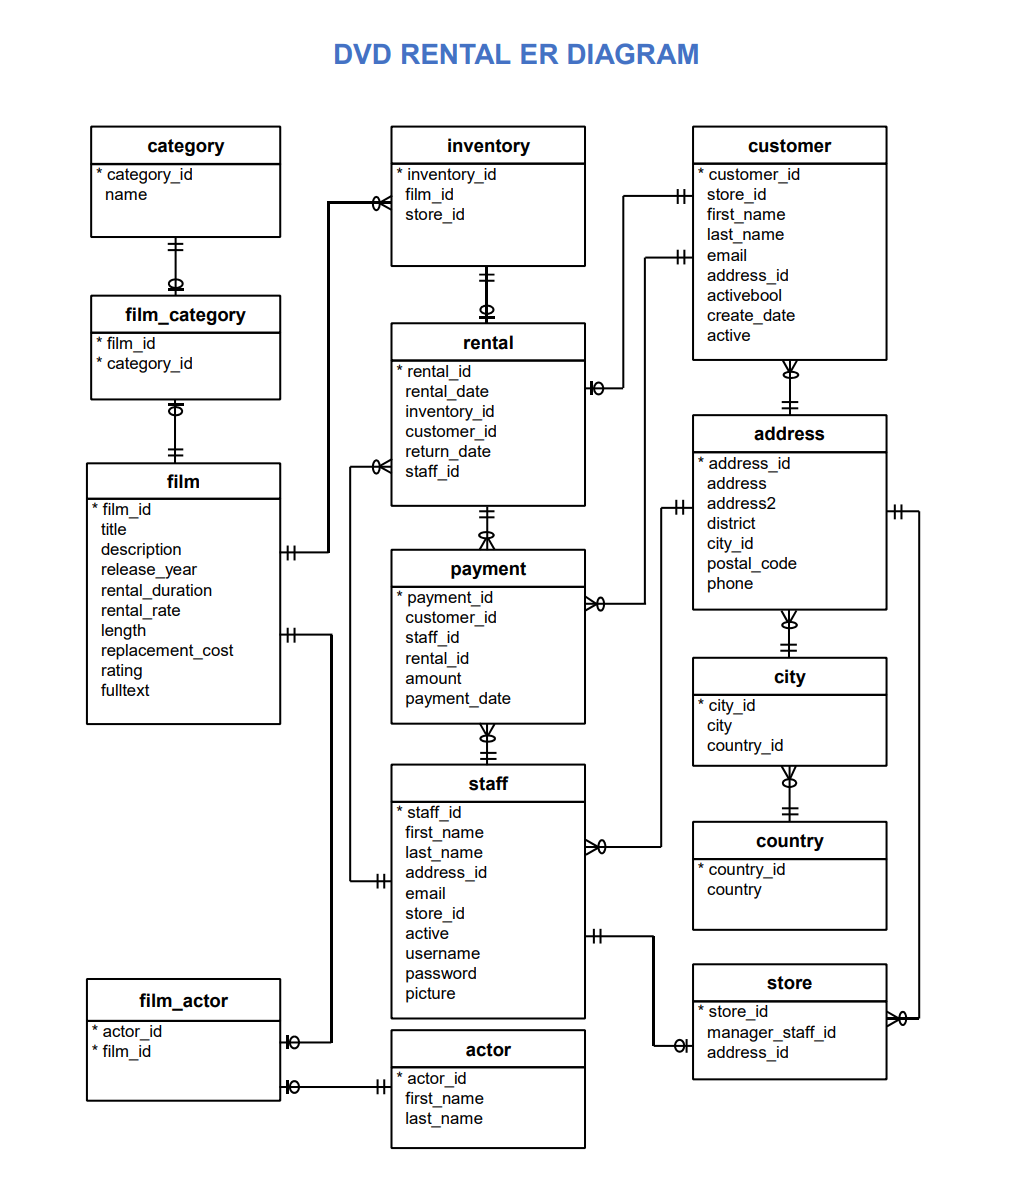 DVD RENTAL ER DIAGRAM
category
* category_id
name
film_category
* film_id
* category_id
film
* film_id
title
description
release_year
rental_duration
rental_rate
length
replacement_cost
rating
fulltext
film_actor
* actor_id
* film_id
inventory
* inventory_id
film_id
store_id
rental
* rental_id
rental_date
inventory_id
customer_id
return_date
staff_id
payment
* payment_id
customer_id
staff_id
rental_id
amount
payment_date
staff
* staff_id
first_name
last_name
address_id
email
store_id
active
username
password
picture
actor
* actor_id
first_name
last_name
customer
* customer_id
store_id
first_name
last_name
email
address_id
activebool
create_date
active
address
* address_id
address
address2
district
city_id
postal_code
phone
city
* city_id
city
country_id
country
* country_id
country
store
* store_id
manager_staff_id
address_id